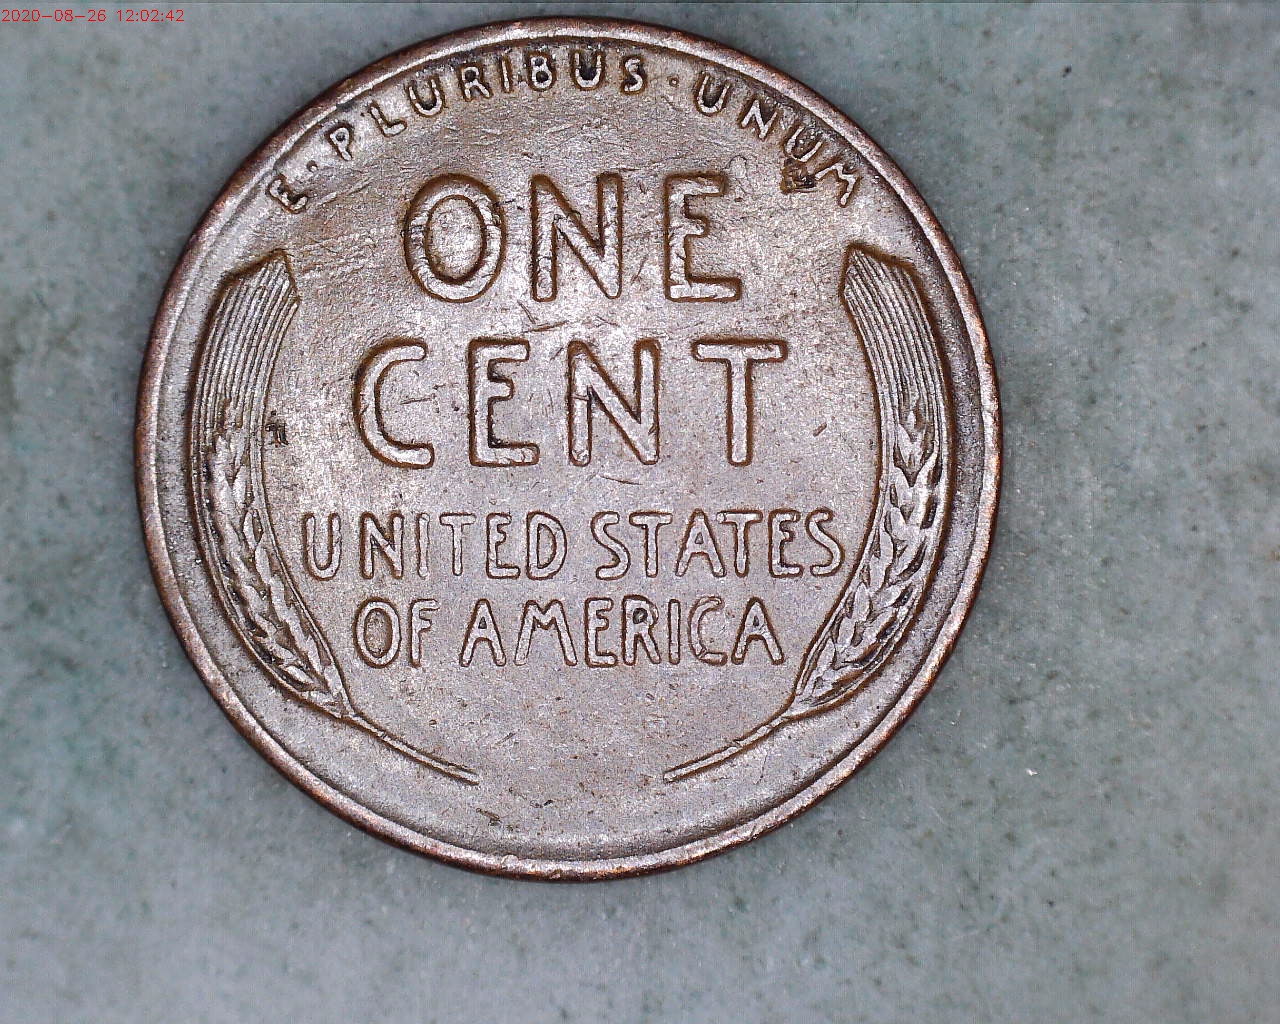 2020-08-26 12:02:42
E·PLURIBUS·UNUM
ONE
CENT
UNITED STATES
OF AMERICA